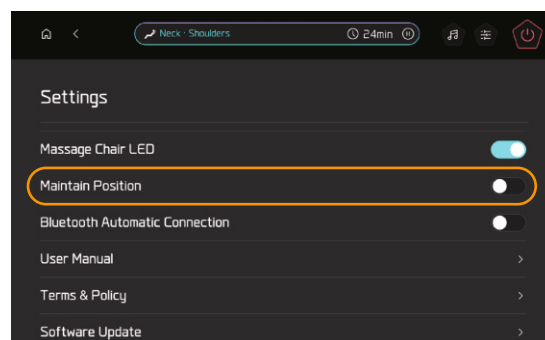 Neck · Shoulders 24min
Settings
Massage Chair LED
Maintain Position
Bluetooth Automatic Connection
User Manual
Terms & Policy
Software Update